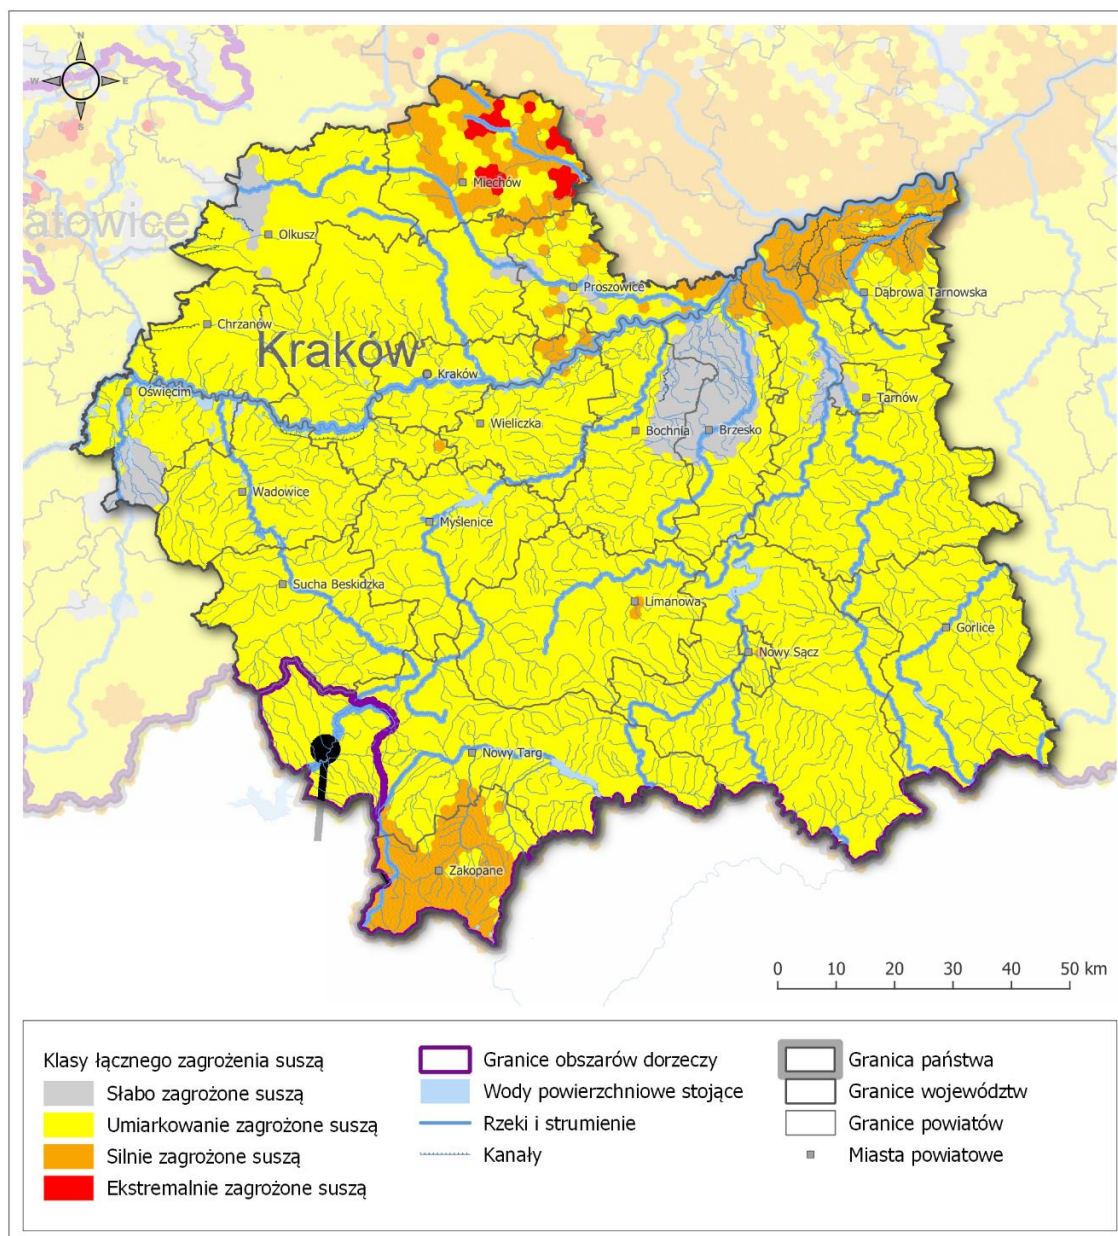 N
W
E
S
atowice
Miechów
Olkusz
Proszowice
Dąbrowa Tarnowska
Chrzanów
Kraków
Kraków
Oświęcim
Tarnów
Wieliczka
Bochnia
Brzesko
Wadowice
Myślenice
Sucha Beskidzka
Limanowa
Gorlice
Nowy Sącz
Nowy Targ
Zakopane
0 10 20 30 40 50 km
Klasy łącznego zagrożenia suszą
Słabo zagrożone suszą
Umiarkowanie zagrożone suszą
Silnie zagrożone suszą
Ekstremalnie zagrożone suszą
Granice obszarów dorzeczy
Wody powierzchniowe stojące
Rzeki i strumienie
Kanały
Granica państwa
Granice województw
Granice powiatów
Miasta powiatowe